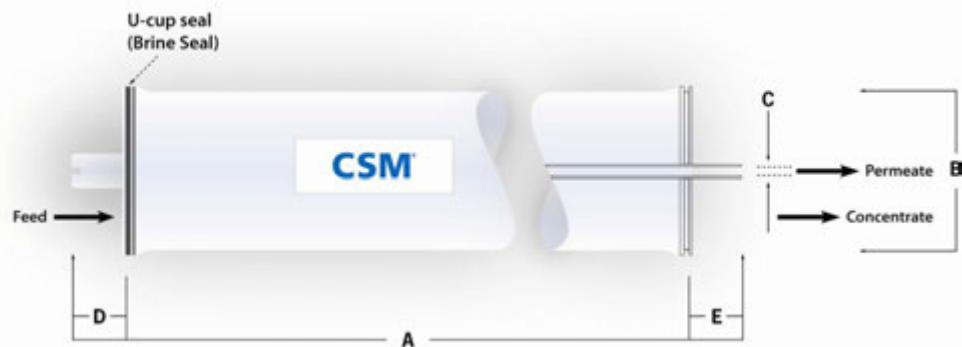 U-cup seal
(Brine Seal)
C
CSM
Permeate
B
Feed
Concentrate
D
E
A